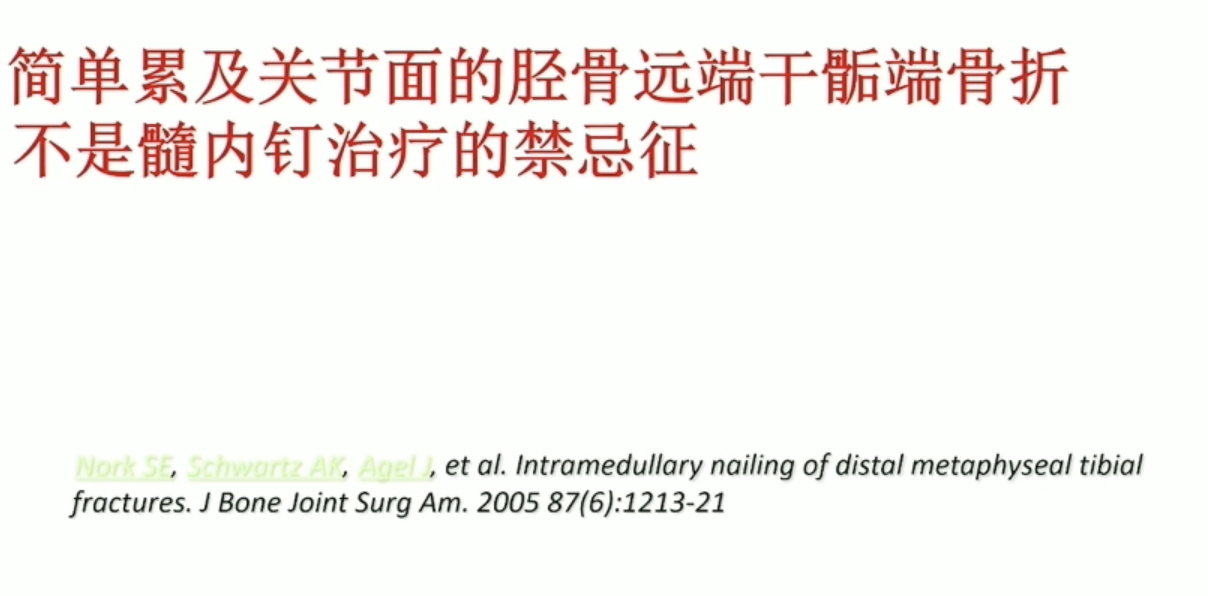 简单累及关节面的胫骨远端干骺端骨折
不是髓内钉治疗的禁忌征
Nork SE, Schwartz AK, Agel J, et al. Intramedullary nailing of distal metaphyseal tibial
fractures. J Bone Joint Surg Am. 2005 87(6):1213-21